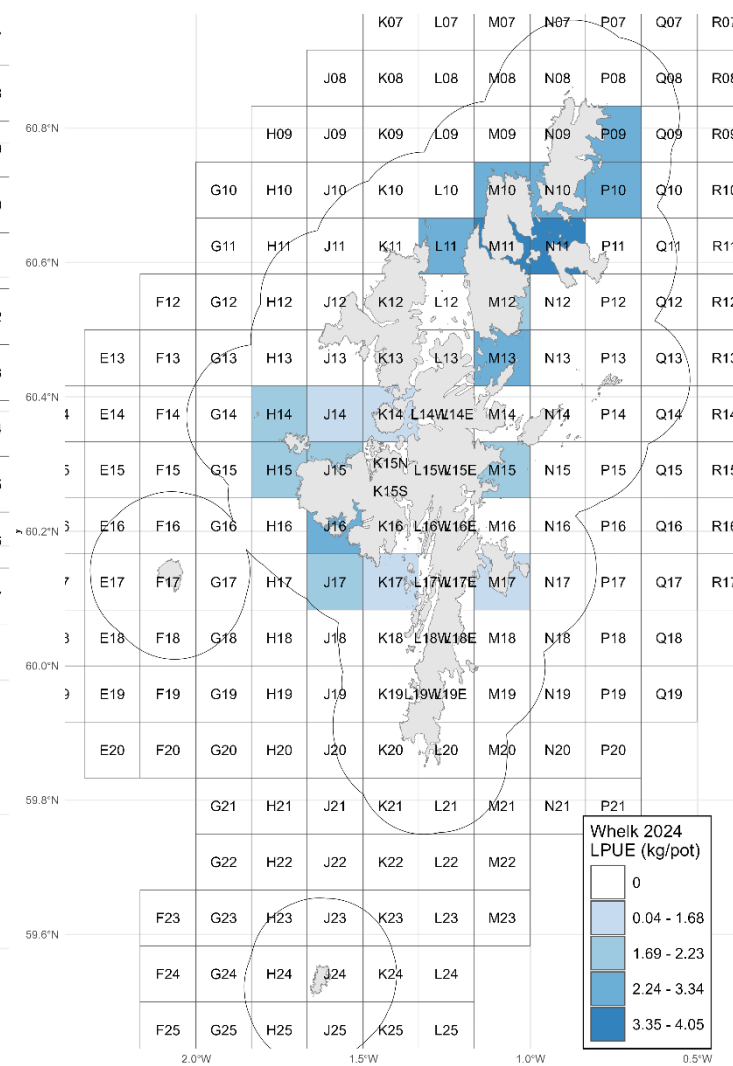 K07 L07 M07 N07 P07 Q07 R07
J08 K08 L08 M08 N08 P08 Q08 R08
60.8°N
H09 J09 K09 L09 M09 N09 P09 Q09 R09
G10 H10 J10 K10 L10 M10 N10 P10 Q10 R10
G11 H11 J11 K11 L11 M11 N11 P11 Q11 R11
60.6°N
F12 G12 H12 J12 K12 L12 M12 N12 P12 Q12 R12
E13 F13 G13 H13 J13 K13 L13 M13 N13 P13 Q13 R13
60.4°N
E14 F14 G14 H14 J14 K14 L14W L14E M14 N14 P14 Q14 R14
K15N
E15 F15 G15 H15 J15 L15W L15E M15 N15 P15 Q15 R15
K15S
60.2°N
y
E16 F16 G16 H16 J16 K16 L16W L16E M16 N16 P16 Q16 R16
E17 F17 G17 H17 J17 K17 L17W L17E M17 N17 P17 Q17 R17
E18 F18 G18 H18 J18 K18 L18W L18E M18 N18 P18 Q18
60.0°N
E19 F19 G19 H19 J19 K19 L19W L19E M19 N19 P19 Q19
E20 F20 G20 H20 J20 K20 L20 M20 N20 P20
59.8°N
G21 H21 J21 K21 L21 M21 N21 P21
G22 H22 J22 K22 L22 M22
F23 G23 H23 J23 K23 L23 M23
59.6°N
F24 G24 H24 J24 K24 L24
F25 G25 H25 J25 K25 L25
2.0°W 1.5°W 1.0°W 0.5°W
Whelk 2024
LPUE (kg/pot)
0
0.04 - 1.68
1.69 - 2.23
2.24 - 3.34
3.35 - 4.05